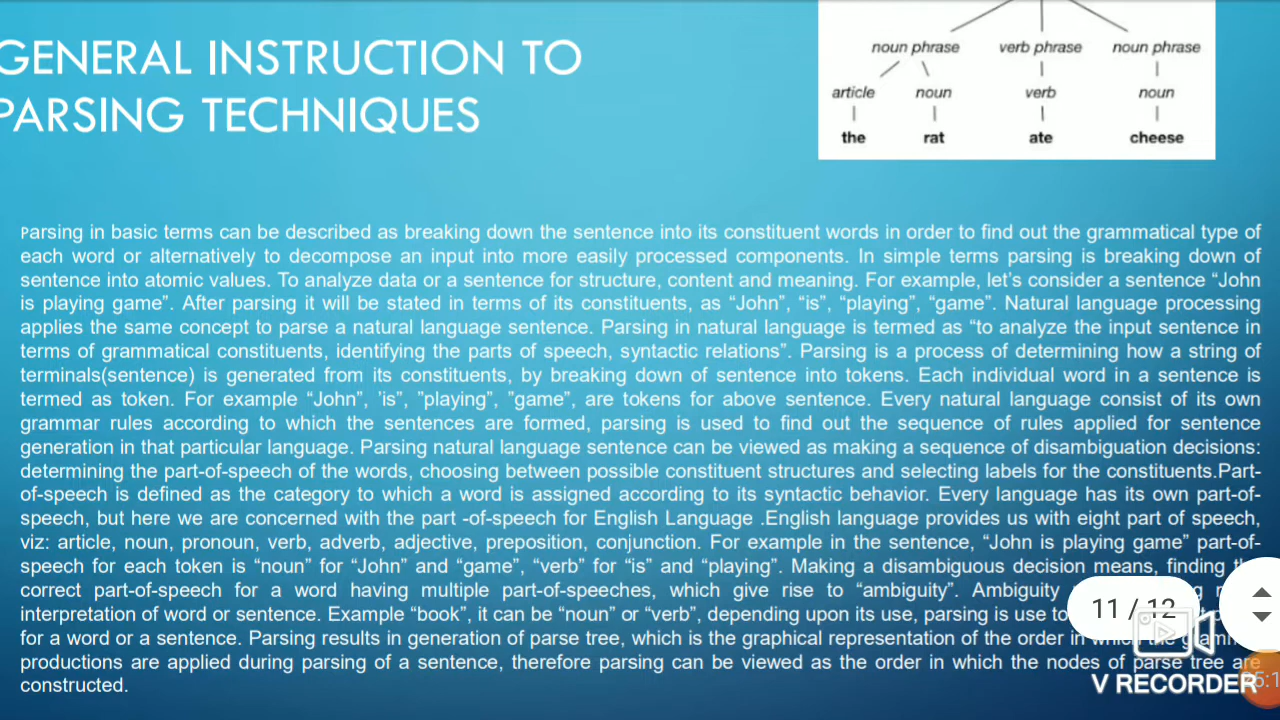 GENERAL INSTRUCTION TO
PARSING TECHNIQUES
noun phrase verb phrase noun phrase
article noun verb noun
the rat ate cheese
Parsing in basic terms can be described as breaking down the sentence into its constituent words in order to find out the grammatical type of
each word or alternatively to decompose an input into more easily processed components. In simple terms parsing is breaking down of
sentence into atomic values. To analyze data or a sentence for structure, content and meaning. For example, let's consider a sentence “John
is playing game”. After parsing it will be stated in terms of its constituents, as “John”, “is”, “playing”, “game”. Natural language processing
applies the same concept to parse a natural language sentence. Parsing in natural language is termed as “to analyze the input sentence in
terms of grammatical constituents, identifying the parts of speech, syntactic relations”. Parsing is a process of determining how a string of
terminals(sentence) is generated from its constituents, by breaking down of sentence into tokens. Each individual word in a sentence is
termed as token. For example “John”, 'is”, ”playing”, ”game”, are tokens for above sentence. Every natural language consist of its own
grammar rules according to which the sentences are formed, parsing is used to find out the sequence of rules applied for sentence
generation in that particular language. Parsing natural language sentence can be viewed as making a sequence of disambiguation decisions:
determining the part-of-speech of the words, choosing between possible constituent structures and selecting labels for the constituents.Part-
of-speech is defined as the category to which a word is assigned according to its syntactic behavior. Every language has its own part-of-
speech, but here we are concerned with the part -of-speech for English Language .English language provides us with eight part of speech,
viz: article, noun, pronoun, verb, adverb, adjective, preposition, conjunction. For example in the sentence, “John is playing game” part-of-
speech for each token is “noun” for “John” and “game”, “verb” for “is” and “playing”. Making a disambiguous decision means, finding
correct part-of-speech for a word having multiple part-of-speeches, which give rise to “ambiguity”. Ambiguity
interpretation of word or sentence. Example “book”, it can be “noun” or “verb”, depending upon its use, parsing is use to
for a word or a sentence. Parsing results in generation of parse tree, which is the graphical representation of the order in which the
productions are applied during parsing of a sentence, therefore parsing can be viewed as the order in which the nodes of parse tree are
constructed.
11 / 12
V RECORDER